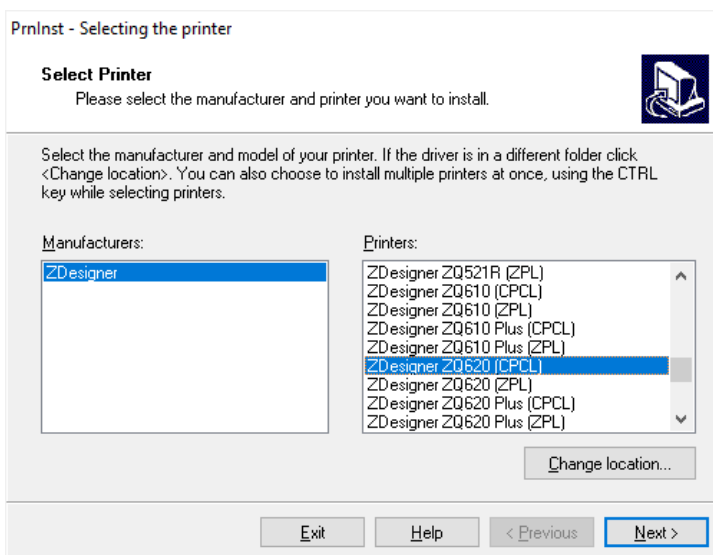 PrnInst - Selecting the printer
Select Printer
Please select the manufacturer and printer you want to install.
Select the manufacturer and model of your printer. If the driver is in a different folder click
<Change location>. You can also choose to install multiple printers at once, using the CTRL
key while selecting printers.
Manufacturers:
ZDesigner
Printers:
ZDesigner ZQ521R (ZPL)
ZDesigner ZQ610 (CPCL)
ZDesigner ZQ610 (ZPL)
ZDesigner ZQ610 Plus (CPCL)
ZDesigner ZQ610 Plus (ZPL)
ZDesigner ZQ620 (CPCL)
ZDesigner ZQ620 (ZPL)
ZDesigner ZQ620 Plus (CPCL)
ZDesigner ZQ620 Plus (ZPL)
Change location...
Exit
Help
< Previous
Next >